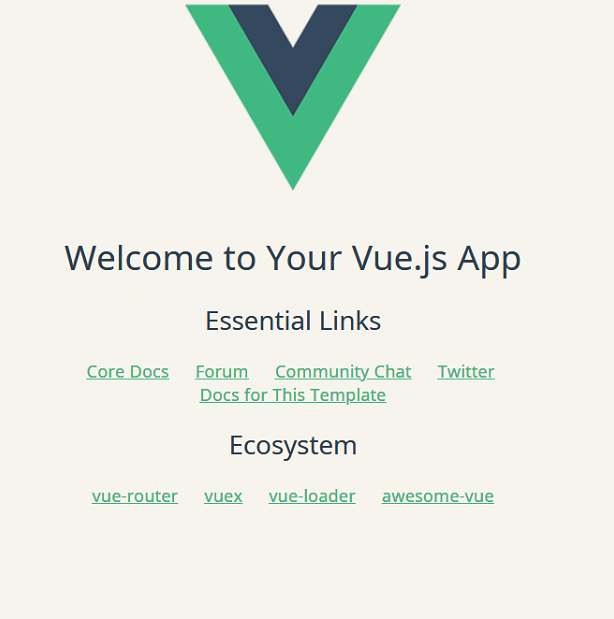 Welcome to Your Vue.js App
Essential Links
Core Docs Forum Community Chat Twitter
Docs for This Template
Ecosystem
vue-router vuex vue-loader awesome-vue